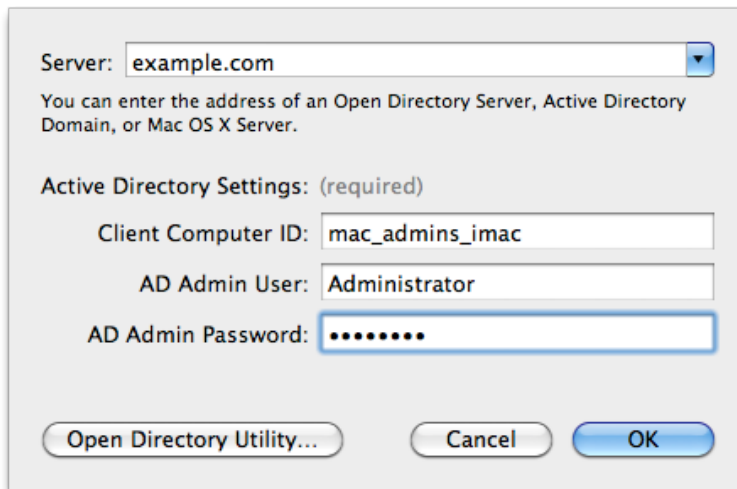 Server: example.com
You can enter the address of an Open Directory Server, Active Directory
Domain, or Mac OS X Server.
Active Directory Settings: (required)
Client Computer ID: mac_admins_imac
AD Admin User: Administrator
AD Admin Password: ••••••••
Open Directory Utility... Cancel OK